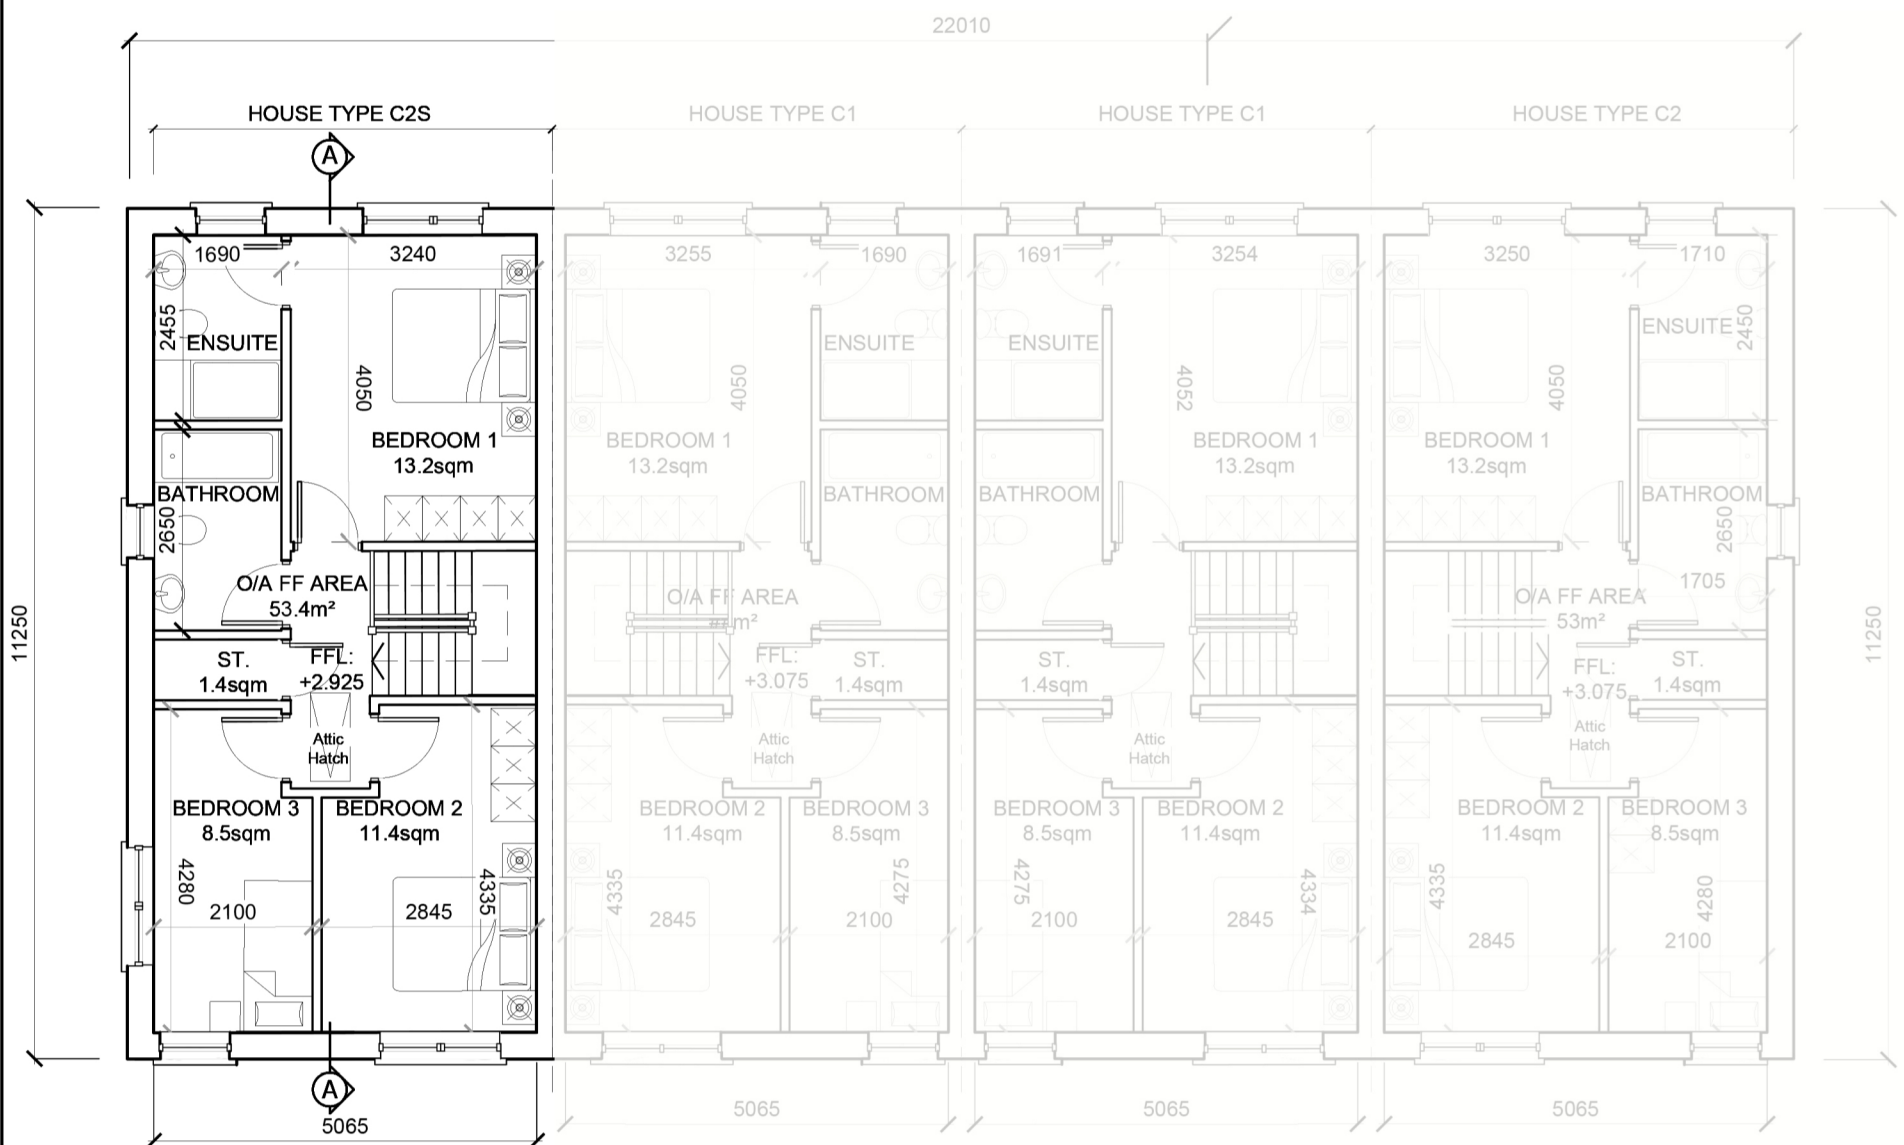 22010
HOUSE TYPE C2S
HOUSE TYPE C1
HOUSE TYPE C1
HOUSE TYPE C2
A
11250
1690
3240
2455
ENSUITE
4050
BEDROOM 1
13.2sqm
BATHROOM
2650
O/A FF AREA
53.4m²
ST.
1.4sqm
FFL:
+2.925
Attic
Hatch
BEDROOM 3
8.5sqm
BEDROOM 2
11.4sqm
4280
2100
2845
4335
A
5065
3255
1690
ENSUITE
4050
BEDROOM 1
13.2sqm
BATHROOM
O/A FF AREA
FFL:
+3.075
ST.
1.4sqm
Attic
Hatch
BEDROOM 2
11.4sqm
BEDROOM 3
8.5sqm
4335
4275
2845
2100
5065
1691
3254
ENSUITE
4052
BEDROOM 1
13.2sqm
BATHROOM
ST.
1.4sqm
Attic
Hatch
BEDROOM 3
8.5sqm
BEDROOM 2
11.4sqm
4275
4334
2100
2845
5065
3250
1710
ENSUITE
2450
4050
BEDROOM 1
13.2sqm
BATHROOM
2650
1705
O/A FF AREA
53m²
FFL:
+3.075
ST.
1.4sqm
Attic
Hatch
BEDROOM 2
11.4sqm
BEDROOM 3
8.5sqm
4335
4280
2845
2100
5065
11250